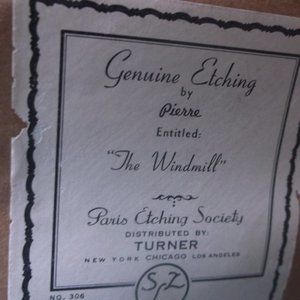 Genuine Etching
by
Pierre
Entitled:
"The Windmill"
Paris Etching Society
DISTRIBUTED BY:
TURNER
NEW YORK CHICAGO LOS ANGELES
NO. 306